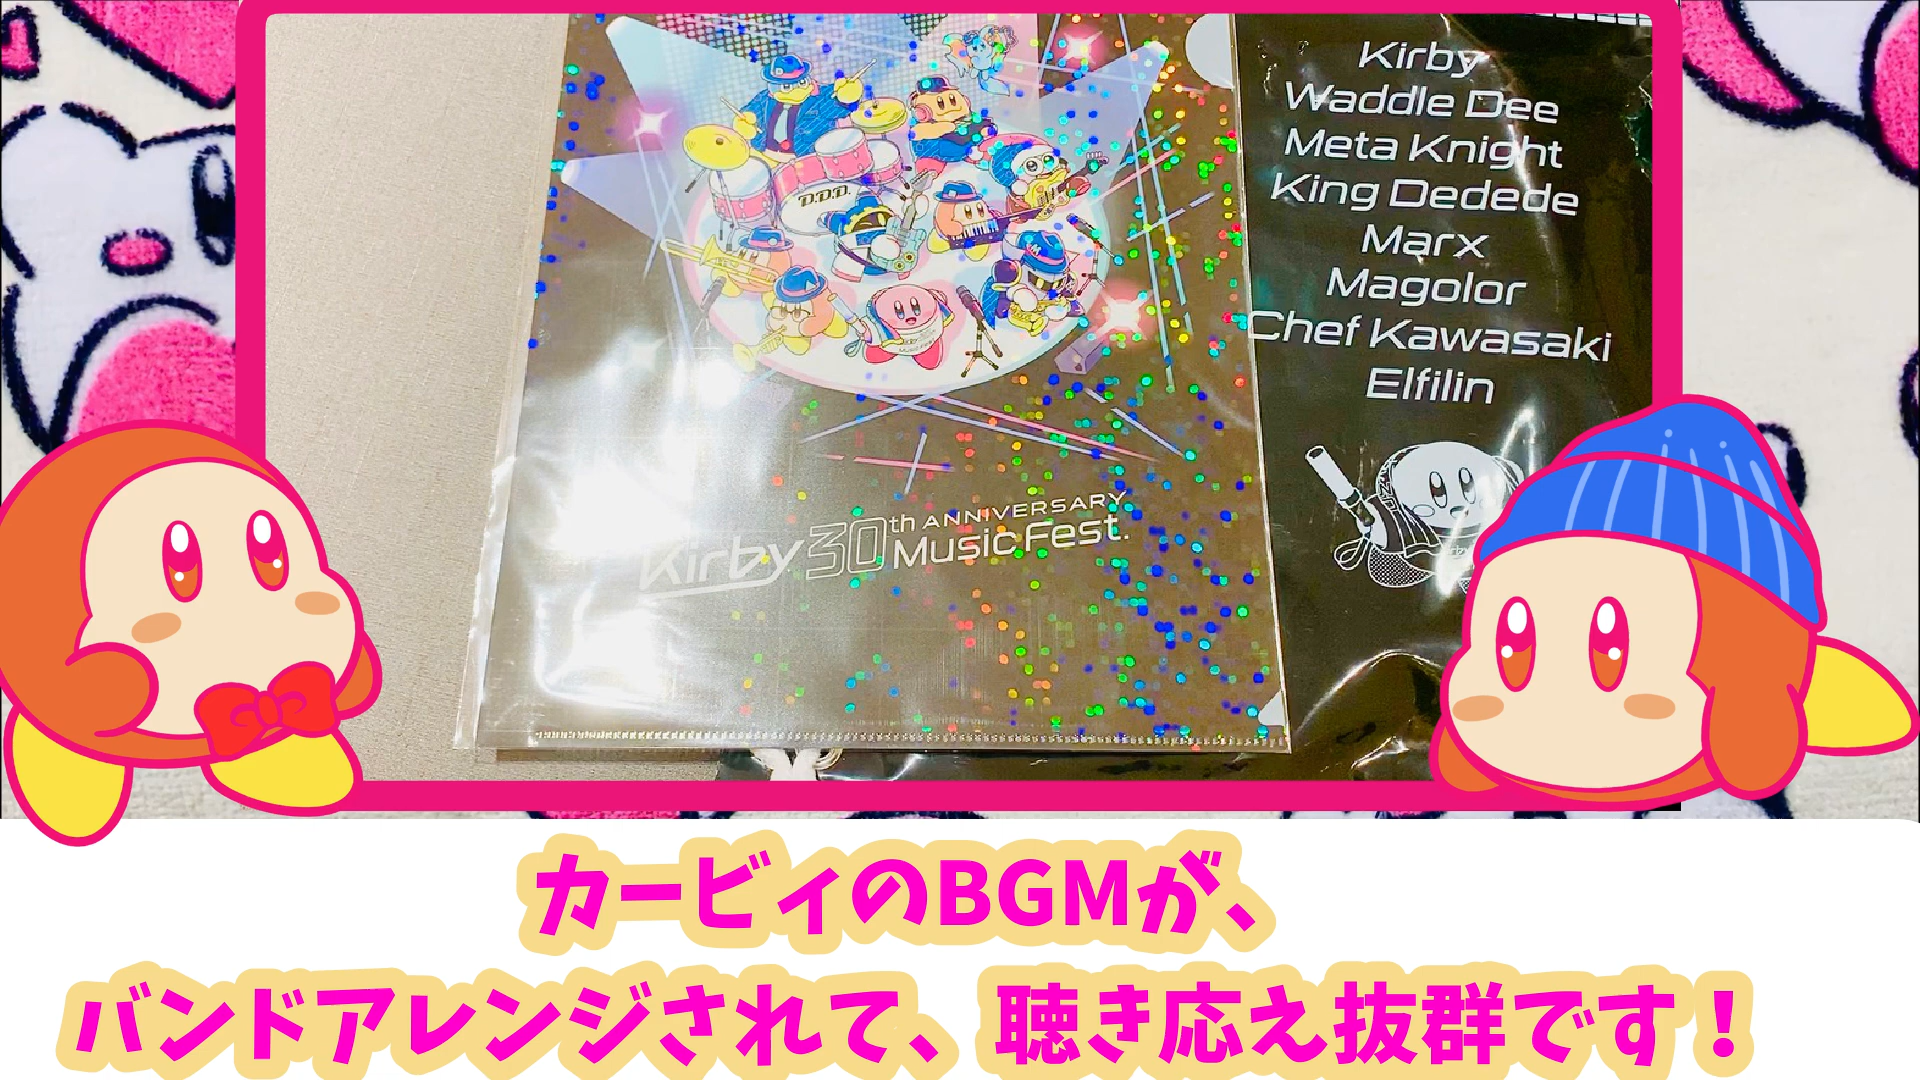 Kirby
Waddle Dee
Meta Knight
King Dedede
Marx
Magolor
Chef Kawasaki
Elfilin
D.D.D.
Kirby 30th ANNIVERSARY
Music Fest.
カービィのBGMが、
バンドアレンジされて、聴き応え抜群です！